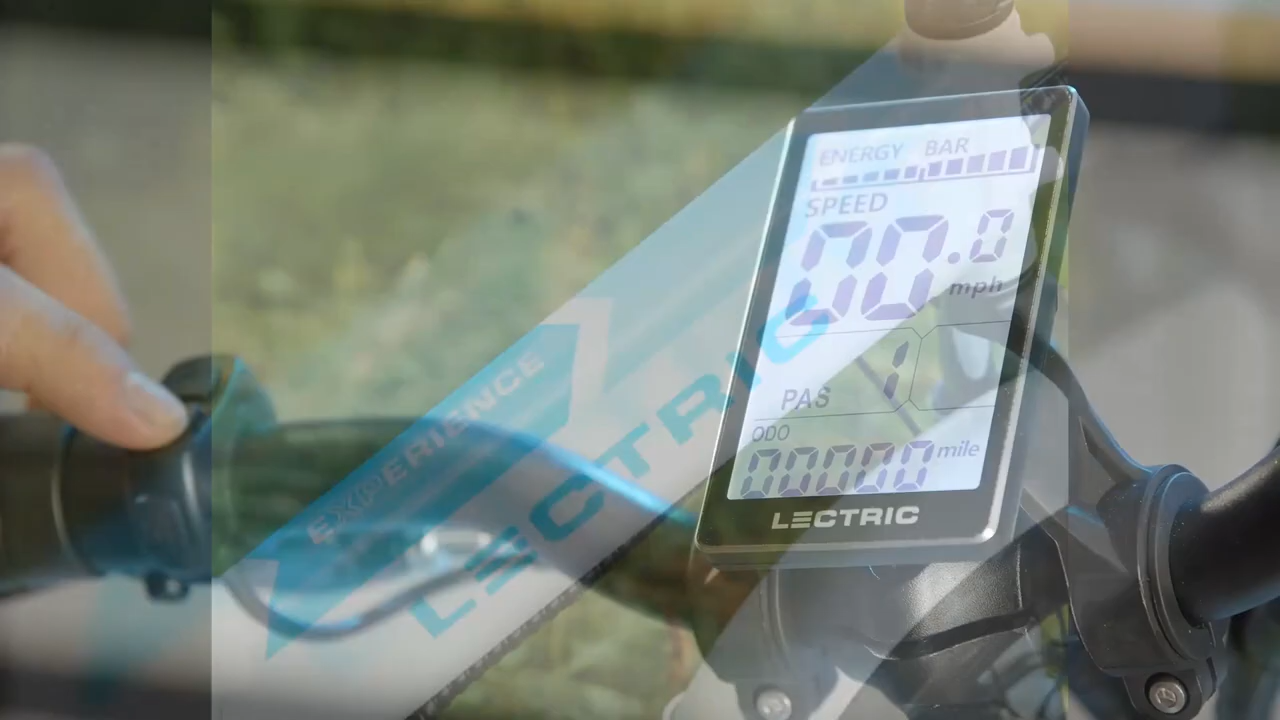 ENERGY BAR
SPEED
00.0
mph
PAS 1
ODO
00000 mile
LECTRIC
EXPERIENCE
LECTRIC